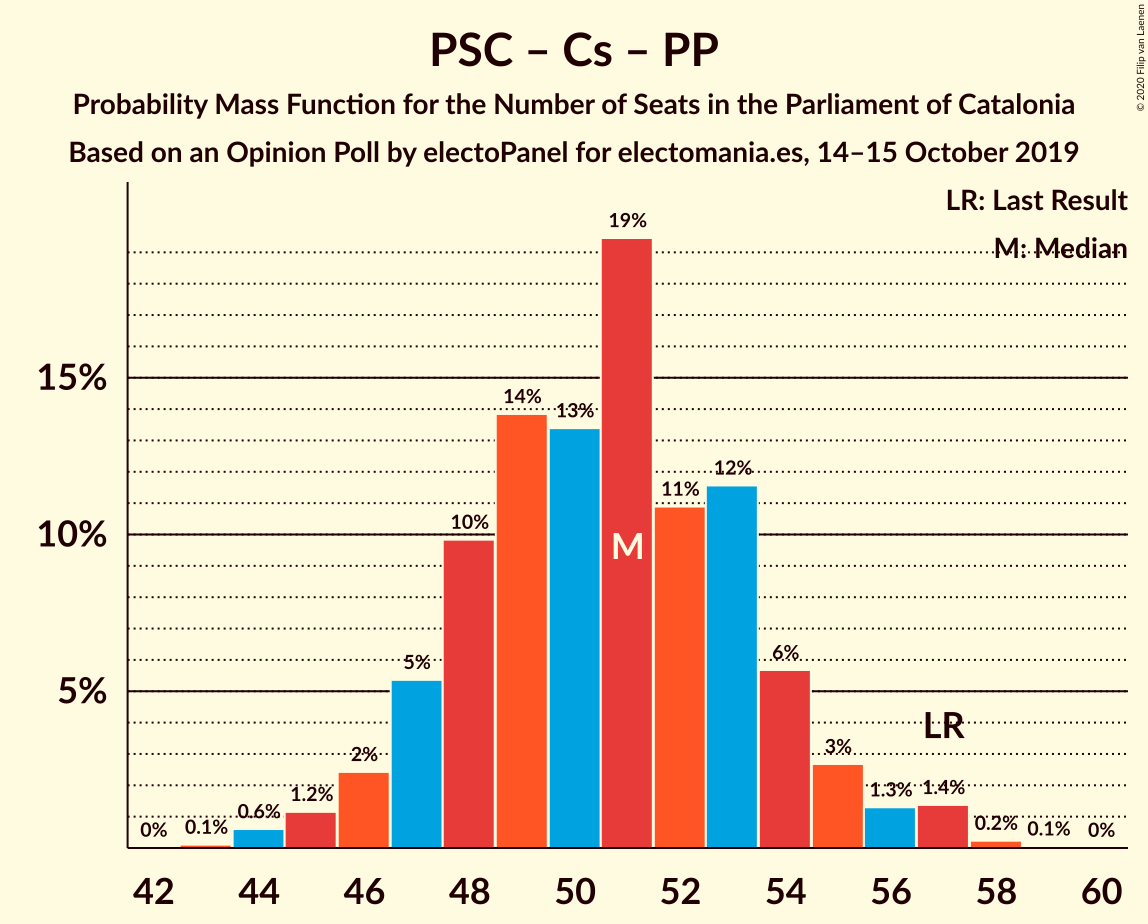 PSC – Cs – PP
Probability Mass Function for the Number of Seats in the Parliament of Catalonia
Based on an Opinion Poll by electoPanel for electomania.es, 14–15 October 2019
© 2020 Filip van Laenen
LR: Last Result
M: Median
15%
10%
5%
0%
0.1%
0.6%
1.2%
2%
5%
10%
14%
13%
19%
11%
12%
6%
3%
1.3%
1.4%
0.2%
0.1%
0%
M
LR
42 44 46 48 50 52 54 56 58 60